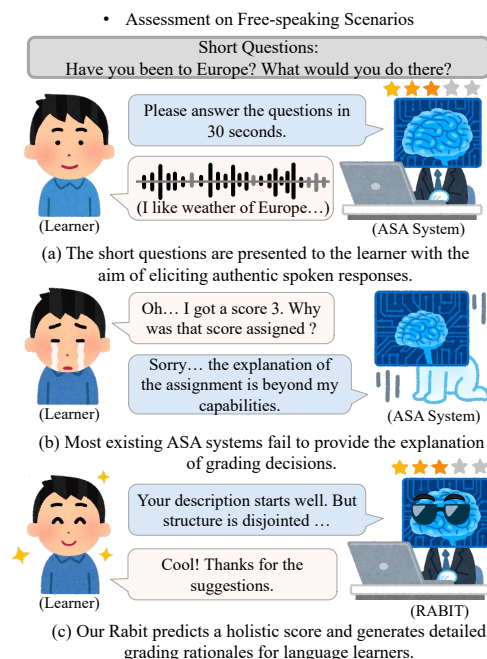 • Assessment on Free-speaking Scenarios
Short Questions:
Have you been to Europe? What would you do there?
Please answer the questions in
30 seconds.
(I like weather of Europe…)
(Learner)
(ASA System)
(a) The short questions are presented to the learner with the
aim of eliciting authentic spoken responses.
Oh… I got a score 3. Why
was that score assigned ?
Sorry… the explanation of
the assignment is beyond my
capabilities.
(Learner)
(ASA System)
(b) Most existing ASA systems fail to provide the explanation
of grading decisions.
Your description starts well. But
structure is disjointed …
Cool! Thanks for the
suggestions.
(Learner)
(RABIT)
(c) Our Rabit predicts a holistic score and generates detailed
grading rationales for language learners.